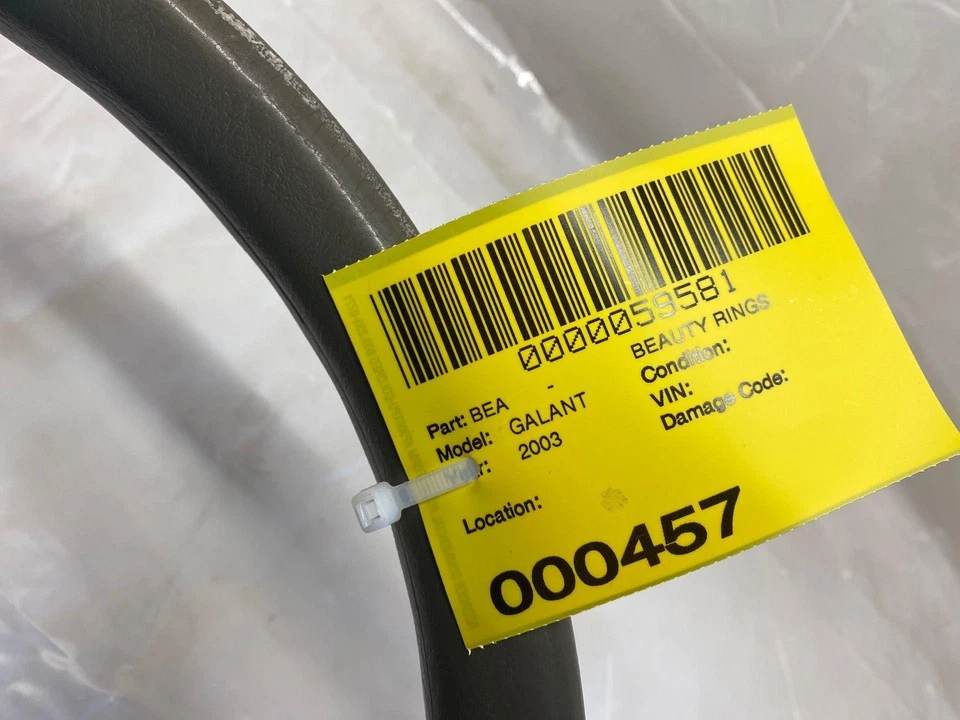 0000059581
Part: BEA - BEAUTY RINGS
Model: GALANT Condition:
2003 VIN:
Damage Code:
Location:
000457